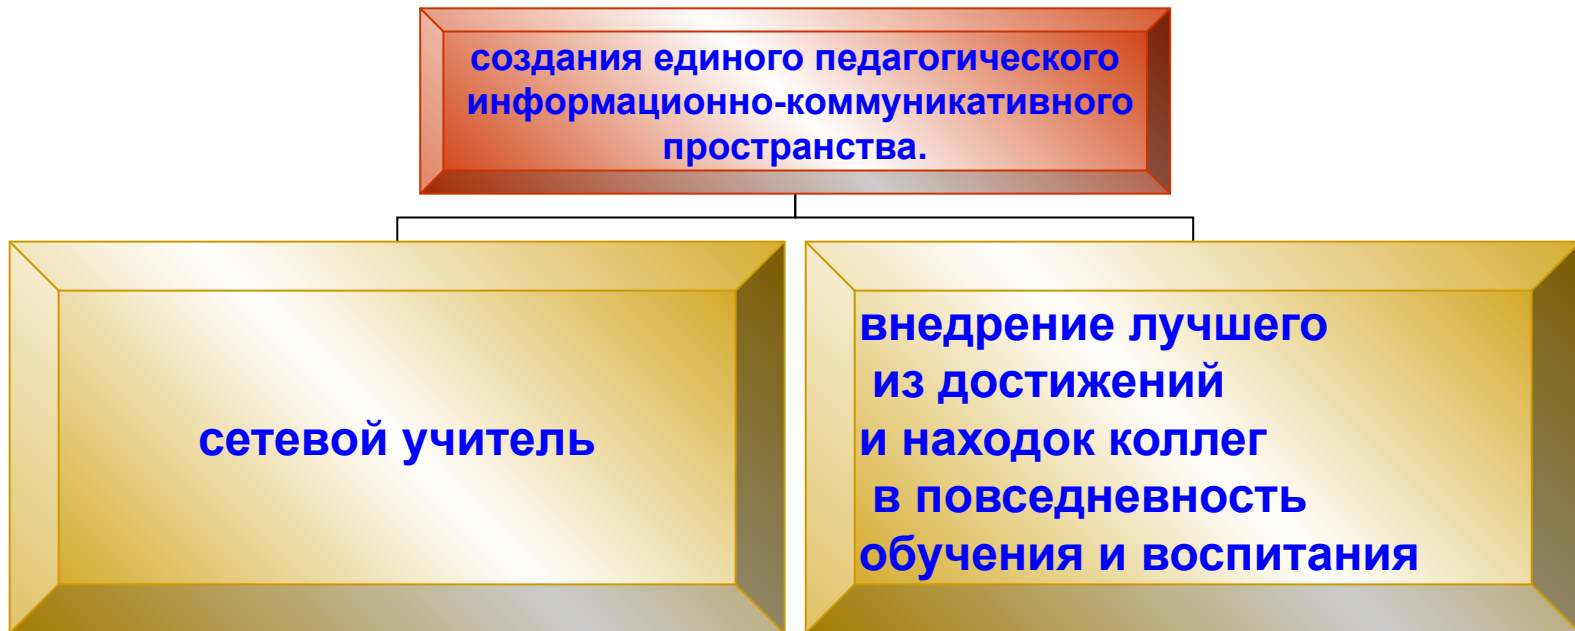 создания единого педагогического
информационно-коммуникативного
пространства.
сетевой учитель
внедрение лучшего
из достижений
и находок коллег
в повседневность
обучения и воспитания